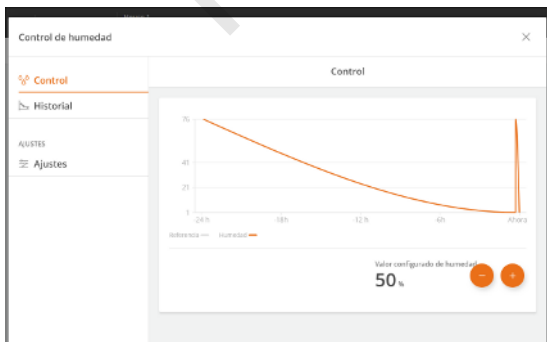 Control de humedad
Control
Historial
AJUSTES
Ajustes
Control
76
41
21
1
-24 h
-18h
-12 h
-6h
Ahora
Referencia
Humedad
Valor configurado de humedad
50 %